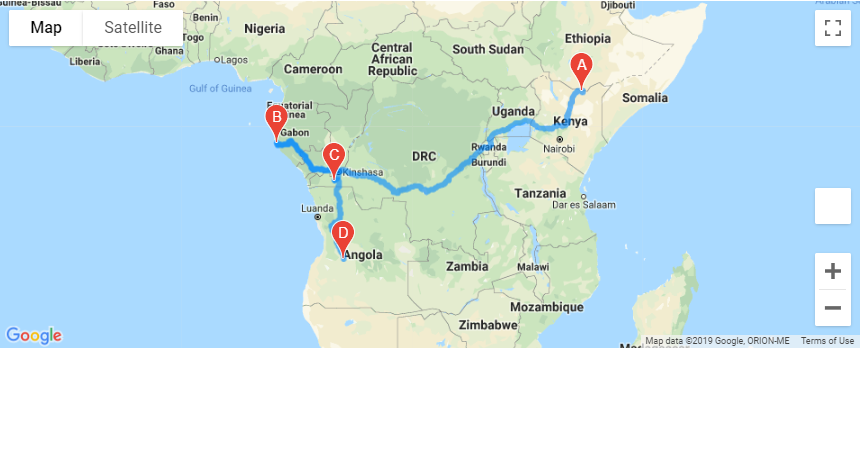 Guinea-Bissau
Djibouti
Map
Satellite
Benin
Faso
Nigeria
Togo
Ghana
Liberia
Lagos
Central
African
Republic
South Sudan
Ethiopia
Cameroon
Somalia
A
Gulf of Guinea
Equatorial
Guinea
B
Gabon
Uganda
Kenya
Nairobi
C
Kinshasa
DRC
Rwanda
Burundi
Tanzania
Dar es Salaam
Luanda
D
Angola
Zambia
Malawi
Mozambique
Zimbabwe
Google
Map data ©2019 Google, ORION-ME
Terms of Use